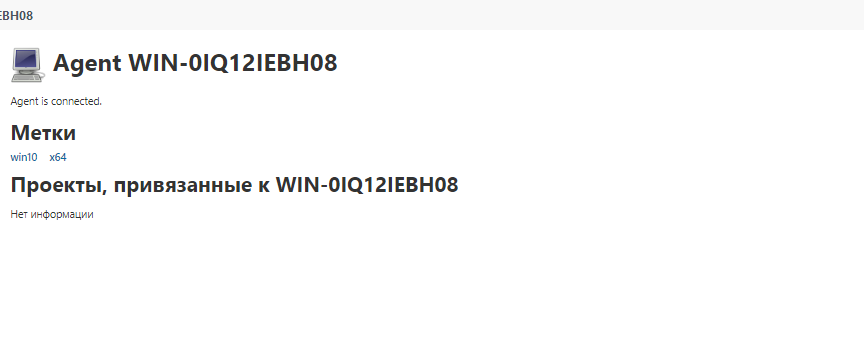 EBH08
Agent WIN-0IQ12IEBH08
Agent is connected.
Метки
win10 x64
Проекты, привязанные к WIN-0IQ12IEBH08
Нет информации